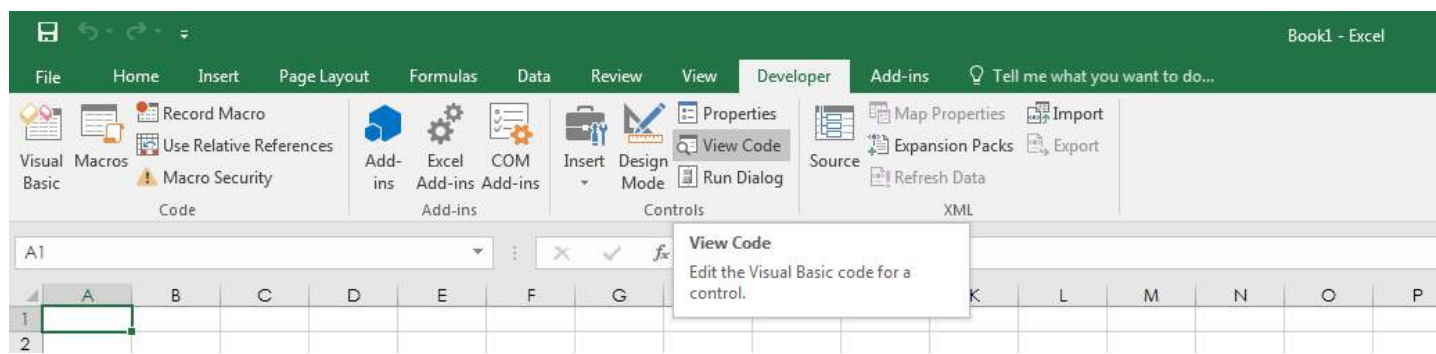 Book1 - Excel
File Home Insert Page Layout Formulas Data Review View Developer Add-ins Tell me what you want to do...
Visual Basic
Macros
Record Macro
Use Relative References
Macro Security
Code
Add-ins
Excel Add-ins
COM Add-ins
Add-ins
Insert
Design Mode
Properties
View Code
Run Dialog
Controls
Source
Map Properties
Expansion Packs
Refresh Data
Import
Export
XML
A1
fx
View Code
Edit the Visual Basic code for a
control.
A B C D E F G K L M N O P
1
2